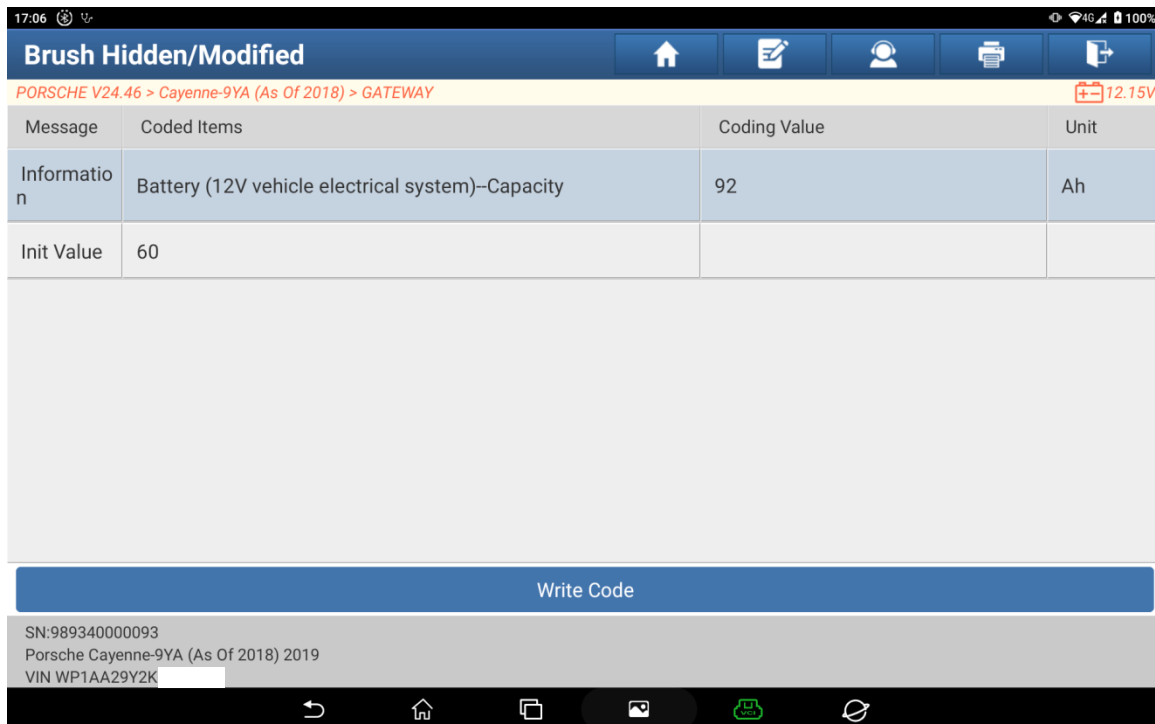 17:06 4G 100%
Brush Hidden/Modified
PORSCHE V24.46 > Cayenne-9YA (As Of 2018) > GATEWAY 12.15V
Message Coded Items Coding Value Unit
Informatio
n Battery (12V vehicle electrical system)--Capacity 92 Ah
Init Value 60
Write Code
SN:989340000093
Porsche Cayenne-9YA (As Of 2018) 2019
VIN WP1AA29Y2K
VCI